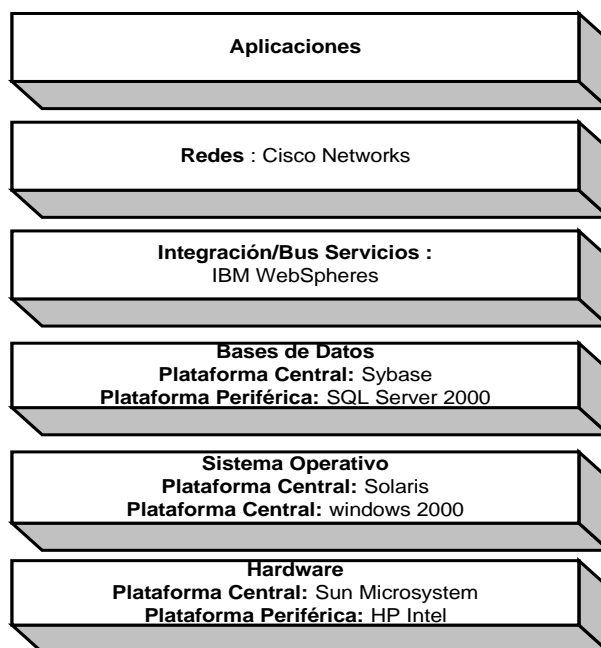 Aplicaciones
Redes : Cisco Networks
Integración/Bus Servicios :
IBM WebSpheres
Bases de Datos
Plataforma Central: Sybase
Plataforma Periférica: SQL Server 2000
Sistema Operativo
Plataforma Central: Solaris
Plataforma Central: windows 2000
Hardware
Plataforma Central: Sun Microsystem
Plataforma Periférica: HP Intel